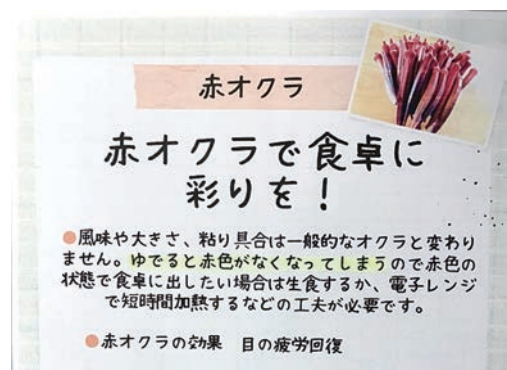 赤オクラ
赤オクラで食卓に
彩りを！
●風味や大きさ、粘り具合は一般的なオクラと変わり
ません。ゆでると赤色がなくなってしまうので赤色の
状態で食卓に出したい場合は生食するか、電子レンジ
で短時間加熱するなどの工夫が必要です。
●赤オクラの効果　目の疲労回復